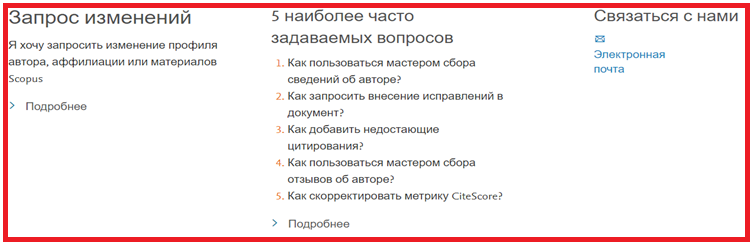 Запрос изменений
Я хочу запросить изменение профиля
автора, аффилиации или материалов
Scopus
Подробнее
5 наиболее часто
задаваемых вопросов
1. Как пользоваться мастером сбора
сведений об авторе?
2. Как запросить внесение исправлений в
документ?
3. Как добавить недостающие
цитирования?
4. Как пользоваться мастером сбора
отзывов об авторе?
5. Как скорректировать метрику CiteScore?
Подробнее
Связаться с нами
Электронная
почта